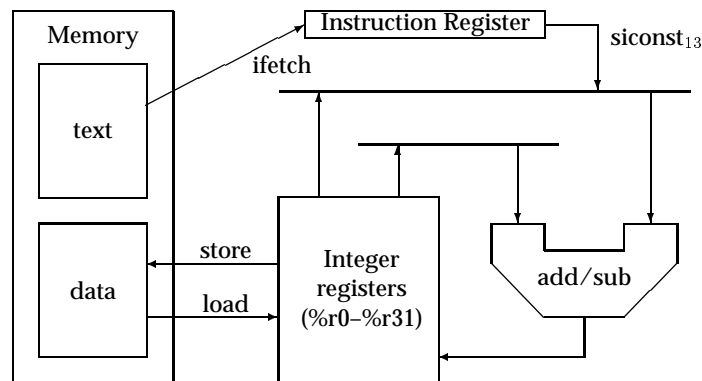 Memory
Instruction Register
siconst₁₃
ifetch
text
store
Integer
registers
(%r0–%r31)
add/sub
data
load